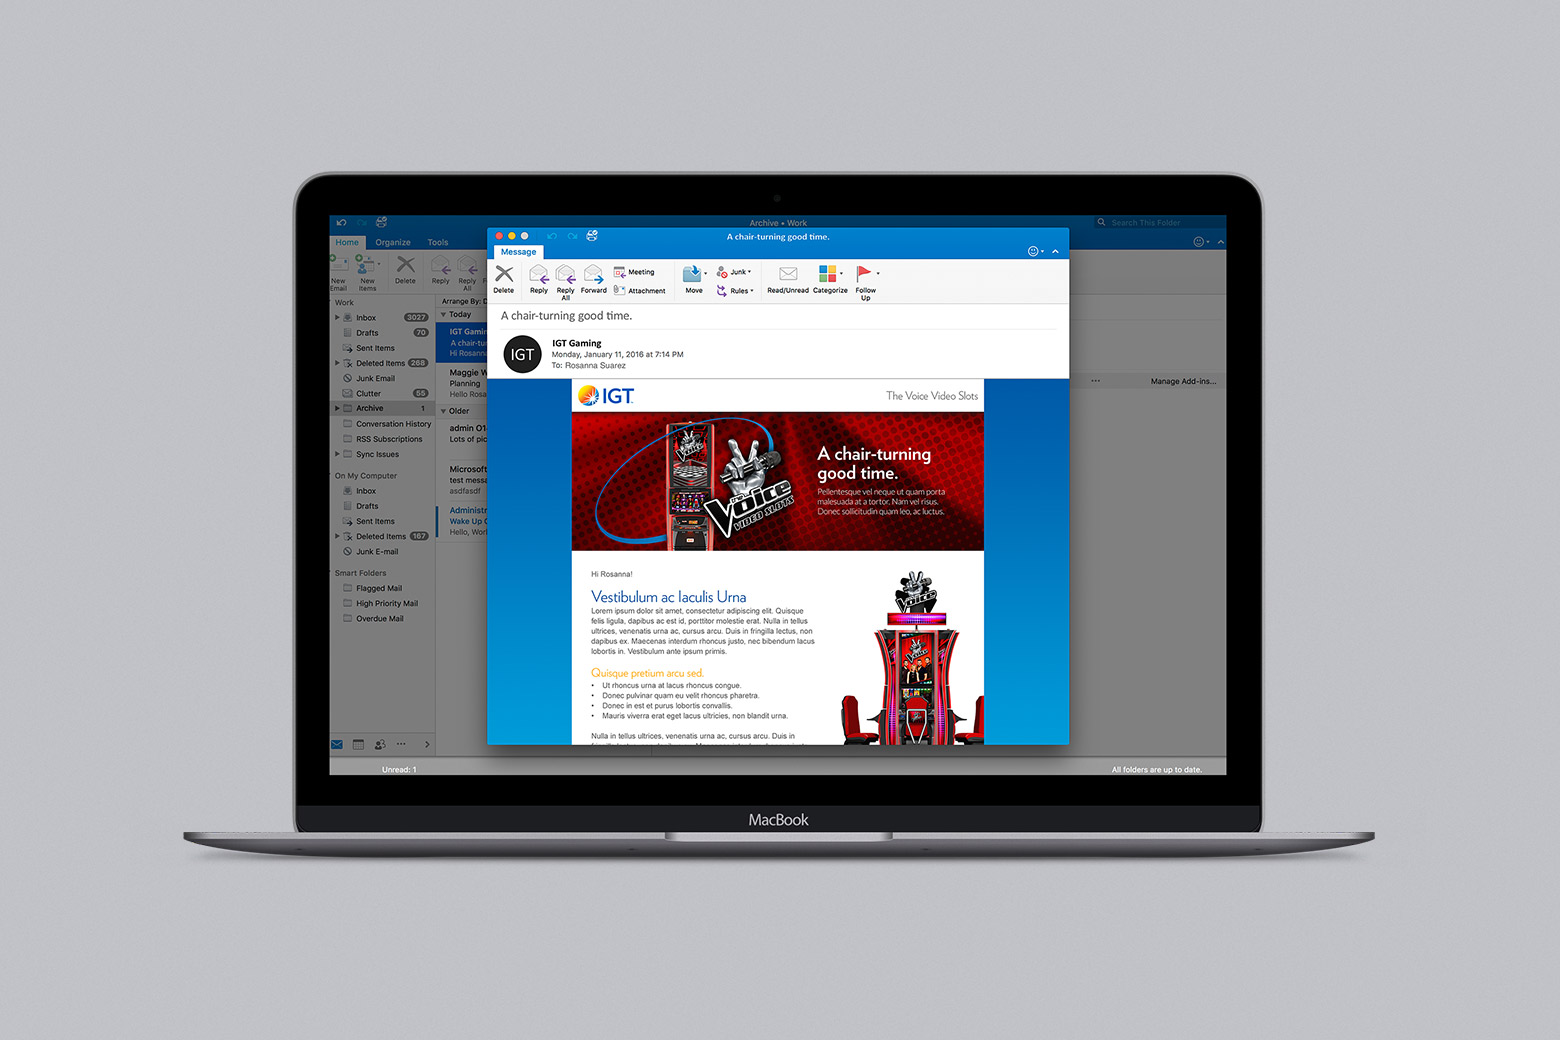 Archive • Work
Search This Folder
Home
Organize
Tools
New Email
New Items
Delete
Reply
Reply All
Work
Inbox 3027
Drafts 70
Sent Items
Deleted Items 268
Junk Email
Clutter 65
Archive 1
Conversation History
RSS Subscriptions
Sync Issues
On My Computer
Inbox
Drafts
Sent Items
Deleted Items 167
Junk E-mail
Smart Folders
Flagged Mail
High Priority Mail
Overdue Mail
Arrange By: D
Today
IGT Gamin
A chair-tu
Hi Rosann
Maggie W
Planning
Hello Rosa
Older
admin O1
Lots of pic
Microsoft
test messa
asdfasdf
Administr
Wake Up
Hello, Worl
A chair-turning good time.
Message
Delete
Reply
Reply All
Forward
Meeting
Attachment
Move
Junk
Rules
Read/Unread
Categorize
Follow Up
A chair-turning good time.
IGT
IGT Gaming
Monday, January 11, 2016 at 7:14 PM
To: Rosanna Suarez
Manage Add-ins...
IGT
The Voice Video Slots
the Voice
VIDEO SLOTS
A chair-turning
good time.
Pellentesque vel neque ut quam porta
malesuada at a tortor. Nam vel risus.
Donec sollicitudin quam leo, ac luctus.
Hi Rosanna!
Vestibulum ac Iaculis Urna
Lorem ipsum dolor sit amet, consectetur adipiscing elit. Quisque
felis ligula, dapibus ac est id, porttitor molestie erat. Nulla in tellus
ultrices, venenatis urna ac, cursus arcu. Duis in fringilla lectus, non
dapibus ex. Maecenas interdum rhoncus justo, nec bibendum lacus
lobortis in. Vestibulum ante ipsum primis.
Quisque pretium arcu sed.
• Ut rhoncus urna at lacus rhoncus congue.
• Donec pulvinar quam eu velit rhoncus pharetra.
• Donec in est et purus lobortis convallis.
• Mauris viverra erat eget lacus ultricies, non blandit urna.
Nulla in tellus ultrices, venenatis urna ac, cursus arcu. Duis in
the Voice
Unread: 1
All folders are up to date.
MacBook